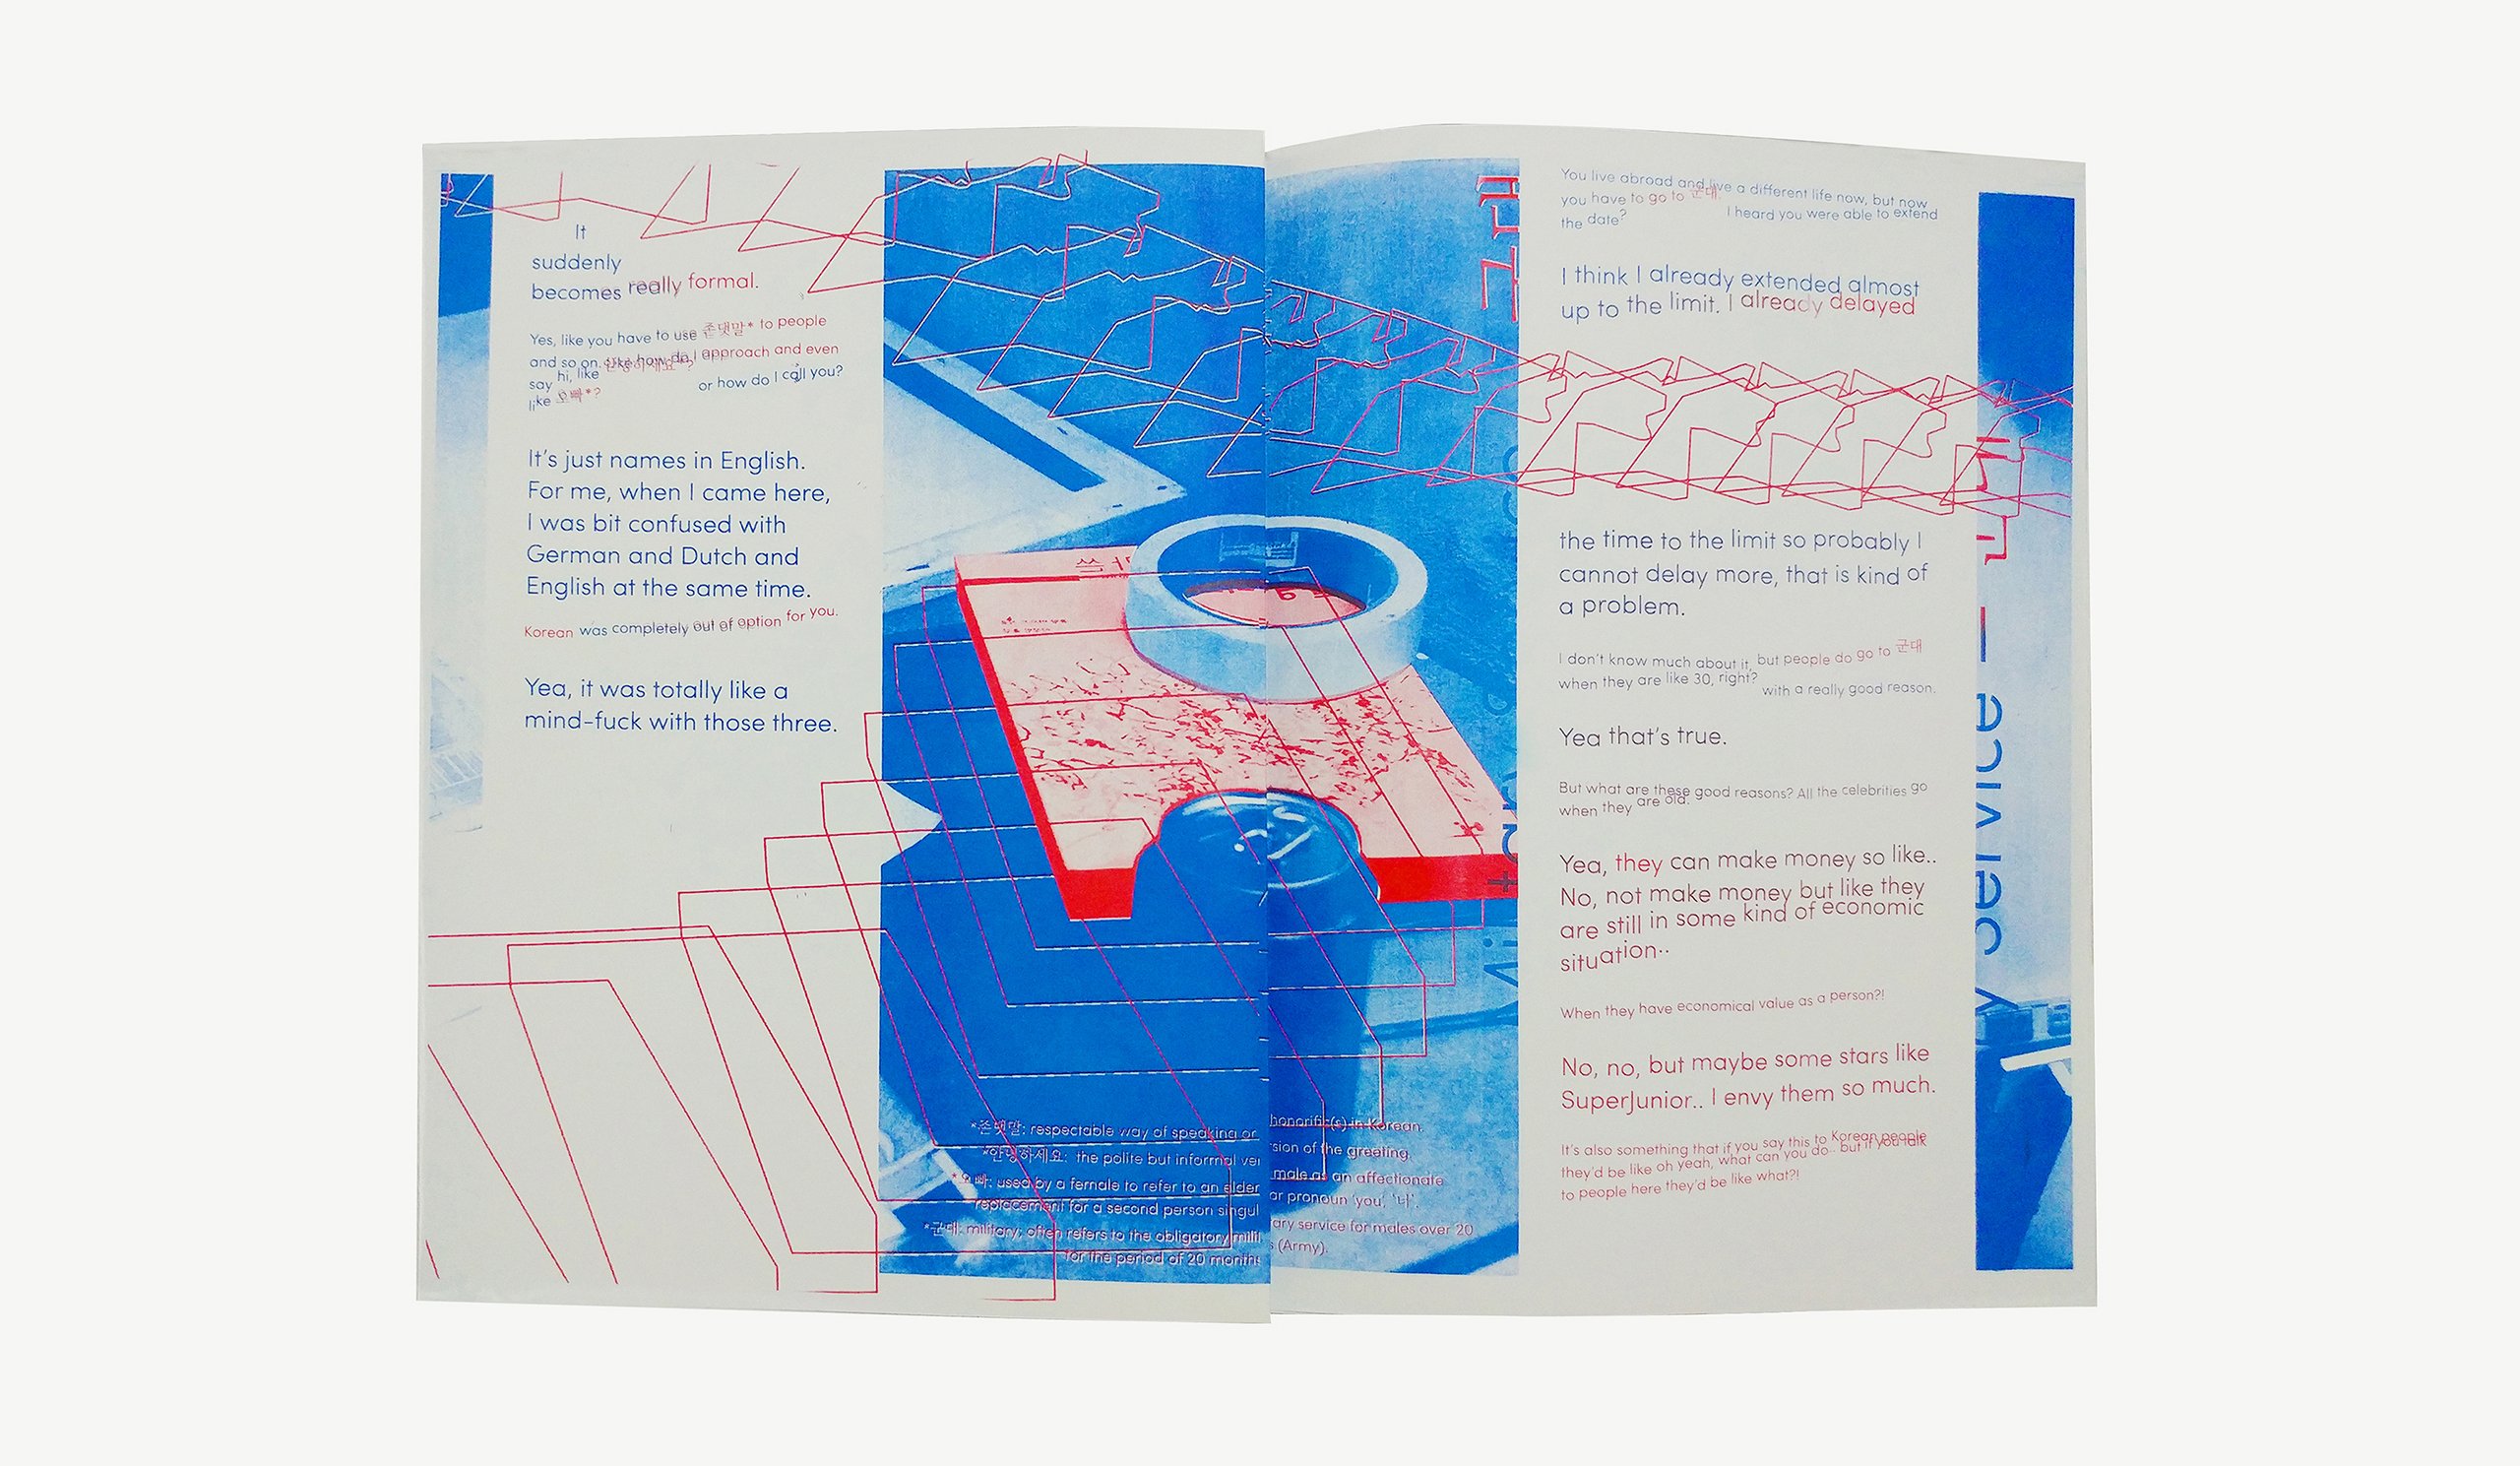 It
suddenly
becomes really formal.
Yes, like you have to use 존댓말* to people
and so on. Like how do I approach and even
say hi, like 안녕하세요*?
or how do I call you?
like 오빠*?
It's just names in English.
For me, when I came here,
I was bit confused with
German and Dutch and
English at the same time.
Korean was completely out of option for you.
Yea, it was totally like a
mind-fuck with those three.
*존댓말: respectable way of speaking or
*안녕하세요: the polite but informal ver
*오빠: used by a female to refer to an elder
replacement for a second person singul
*군대: military; often refers to the obligatory milit
for the period of 20 months
honorific(s) in Korean.
sion of the greeting.
male as an affectionate
ar pronoun 'you', '너'.
ary service for males over 20
s (Army).
You live abroad and live a different life now, but now
you have to go to 군대.
I heard you were able to extend
the date?
I think I already extended almost
up to the limit. I already delayed
the time to the limit so probably I
cannot delay more, that is kind of
a problem.
I don't know much about it, but people do go to 군대
when they are like 30, right?
with a really good reason.
Yea that's true.
But what are these good reasons? All the celebrities go
when they are old.
Yea, they can make money so like..
No, not make money but like they
are still in some kind of economic
situation..
When they have economical value as a person?!
No, no, but maybe some stars like
SuperJunior.. I envy them so much.
It's also something that if you say this to Korean people
they'd be like oh yeah, what can you do.. but if you talk
to people here they'd be like what?!
service